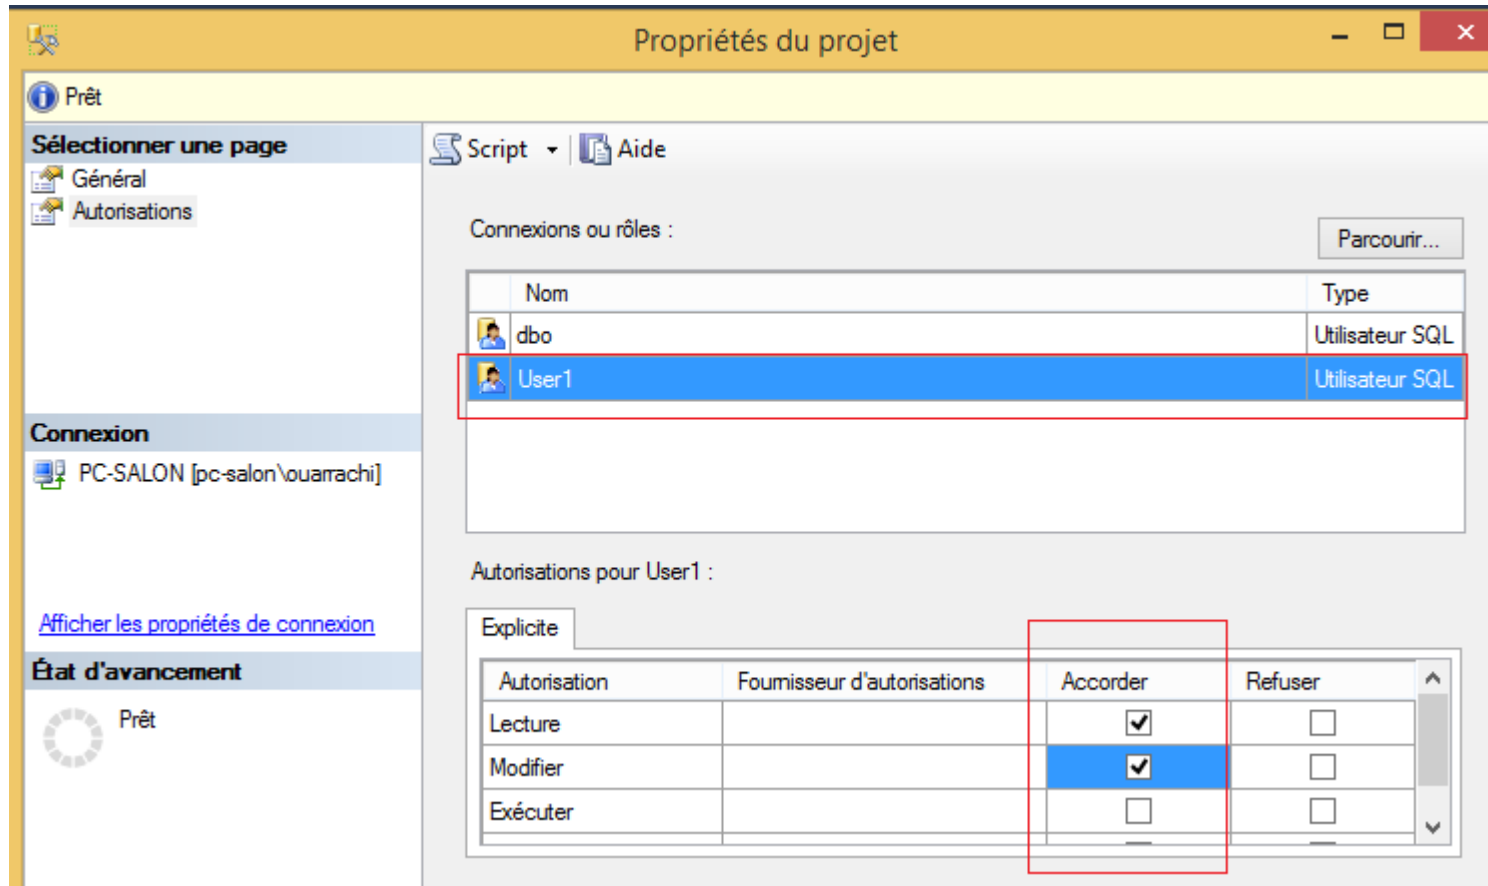 Propriétés du projet
Prêt
Sélectionner une page
Général
Autorisations
Connexion
PC-SALON [pc-salon\ouarrachi]
Afficher les propriétés de connexion
État d'avancement
Prêt
Script
Aide
Connexions ou rôles :
Parcourir...
Nom Type
dbo Utilisateur SQL
User1 Utilisateur SQL
Autorisations pour User1 :
Explicite
Autorisation Fournisseur d'autorisations Accorder Refuser
Lecture
Modifier
Exécuter